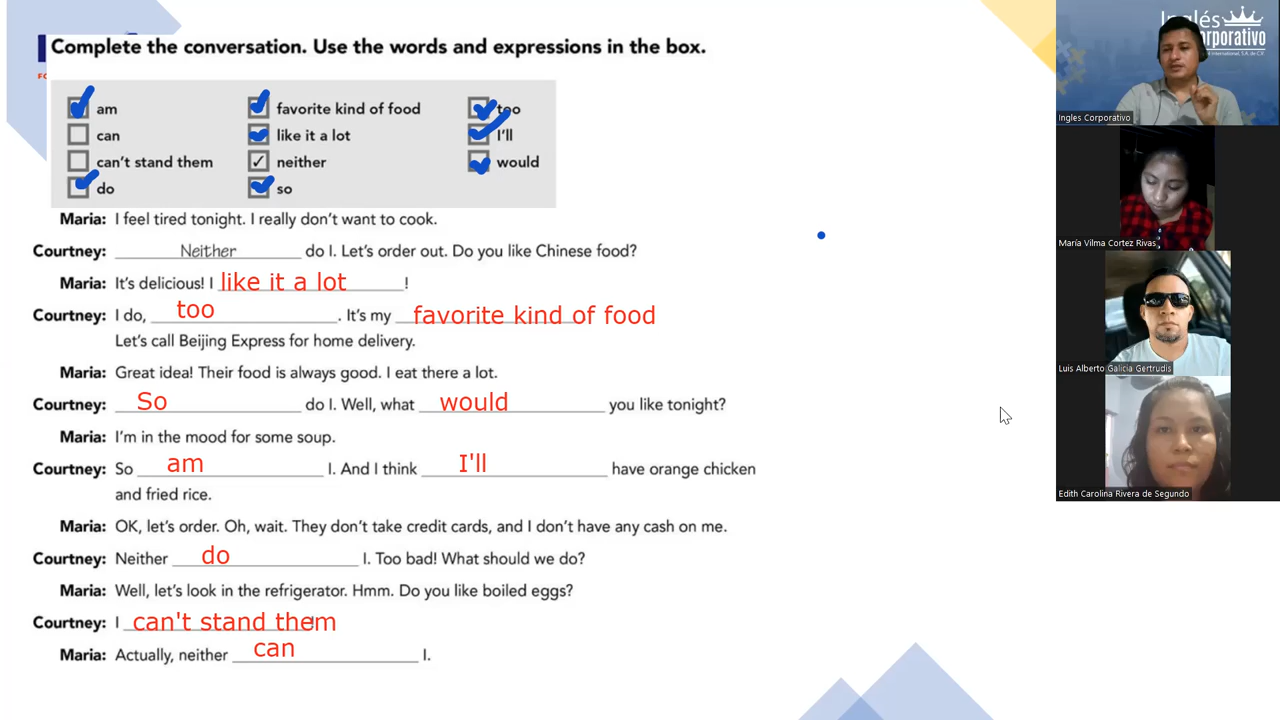 Complete the conversation. Use the words and expressions in the box.
am favorite kind of food too
can like it a lot I'll
can't stand them neither would
do so
Maria: I feel tired tonight. I really don't want to cook.
Courtney: Neither do I. Let's order out. Do you like Chinese food?
Maria: It's delicious! I like it a lot !
Courtney: I do, too . It's my favorite kind of food
Let's call Beijing Express for home delivery.
Maria: Great idea! Their food is always good. I eat there a lot.
Courtney: So do I. Well, what would you like tonight?
Maria: I'm in the mood for some soup.
Courtney: So am I. And I think I'll have orange chicken
and fried rice.
Maria: OK, let's order. Oh, wait. They don't take credit cards, and I don't have any cash on me.
Courtney: Neither do I. Too bad! What should we do?
Maria: Well, let's look in the refrigerator. Hmm. Do you like boiled eggs?
Courtney: I can't stand them !
Maria: Actually, neither can I.
Inglés
Corporativo
Ingles Corporativo
María Vilma Cortez Rivas
Luis Alberto Galicia Gertrudis
Edith Carolina Rivera de Segundo